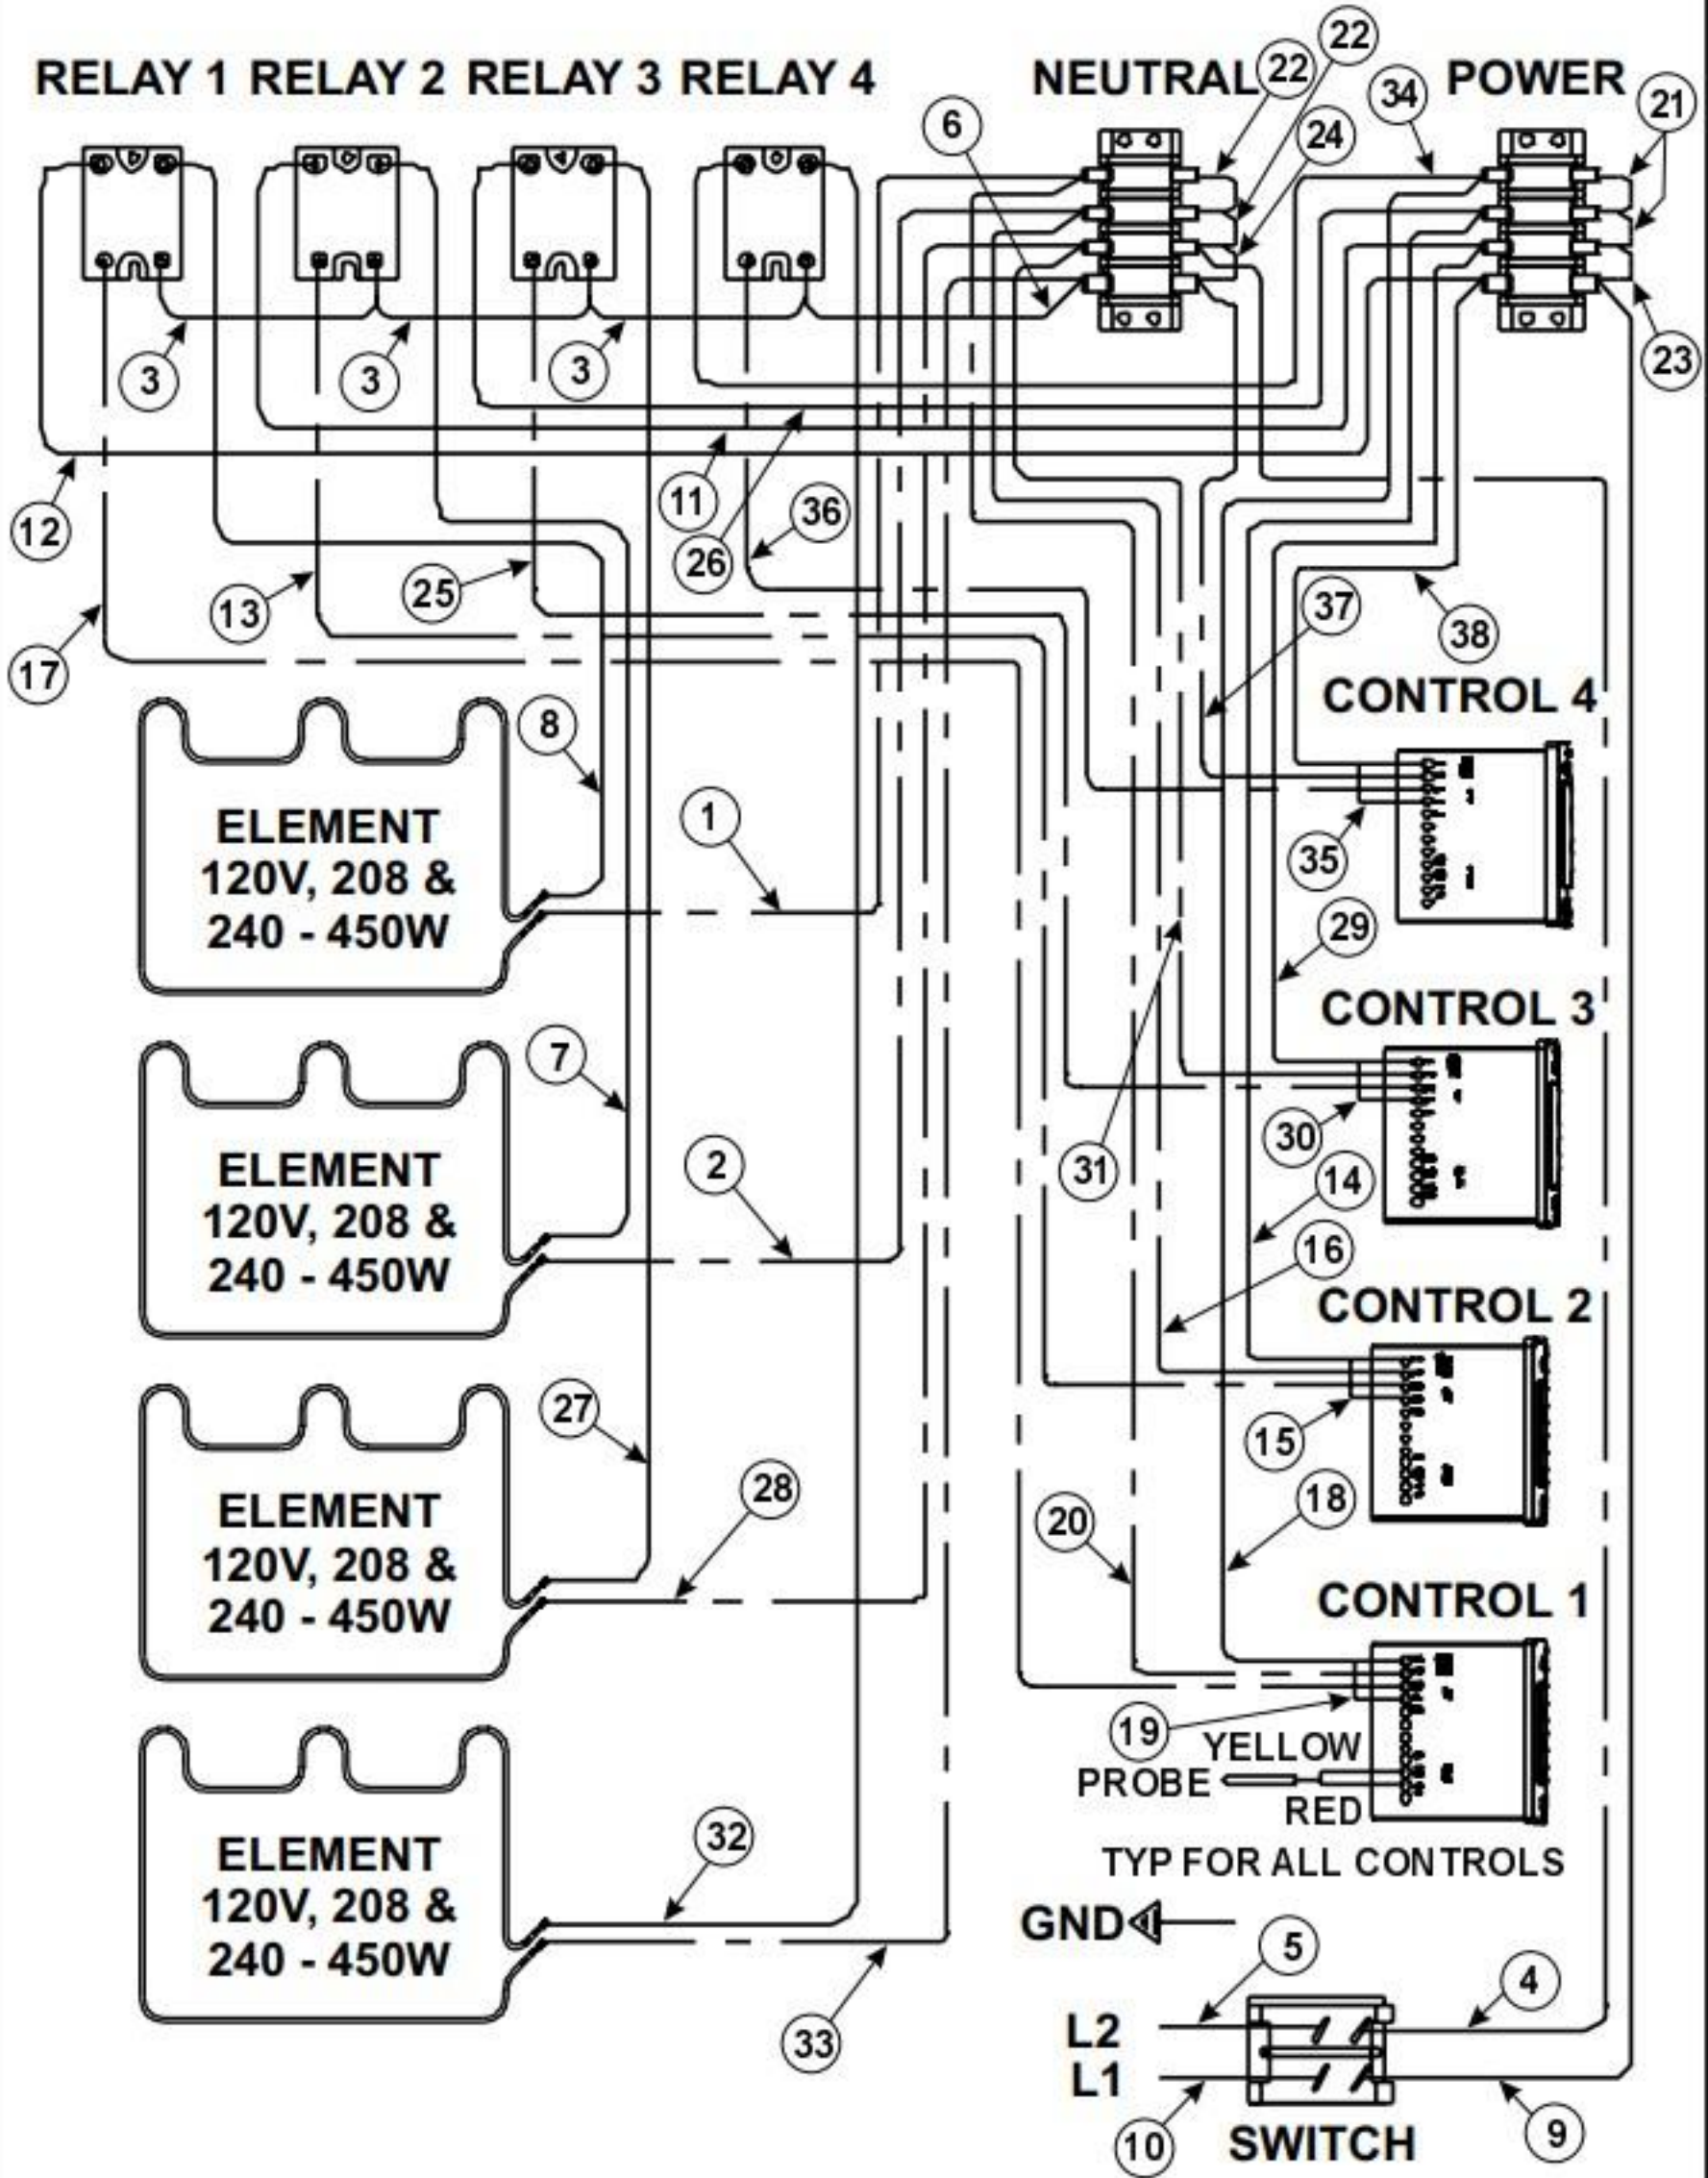 RELAY 1 RELAY 2 RELAY 3 RELAY 4
NEUTRAL
POWER
22
22
34
21
6
24
3
3
3
23
12
11
36
26
13
25
17
37
38
CONTROL 4
8
ELEMENT
120V, 208 &
240 - 450W
1
35
29
CONTROL 3
7
ELEMENT
120V, 208 &
240 - 450W
2
31
30
14
16
CONTROL 2
27
15
ELEMENT
120V, 208 &
240 - 450W
28
20
18
CONTROL 1
19
YELLOW
PROBE
RED
TYP FOR ALL CONTROLS
ELEMENT
120V, 208 &
240 - 450W
32
33
GND
5
4
L2
L1
10
SWITCH
9